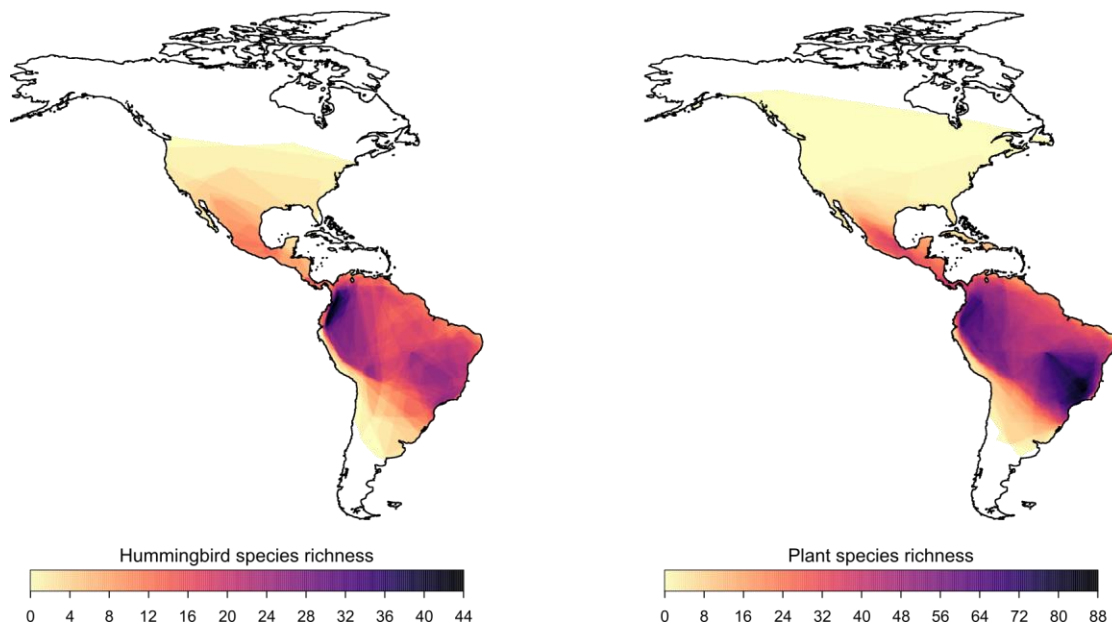 Hummingbird species richness
0 4 8 12 16 20 24 28 32 36 40 44
Plant species richness
0 8 16 24 32 40 48 56 64 72 80 88